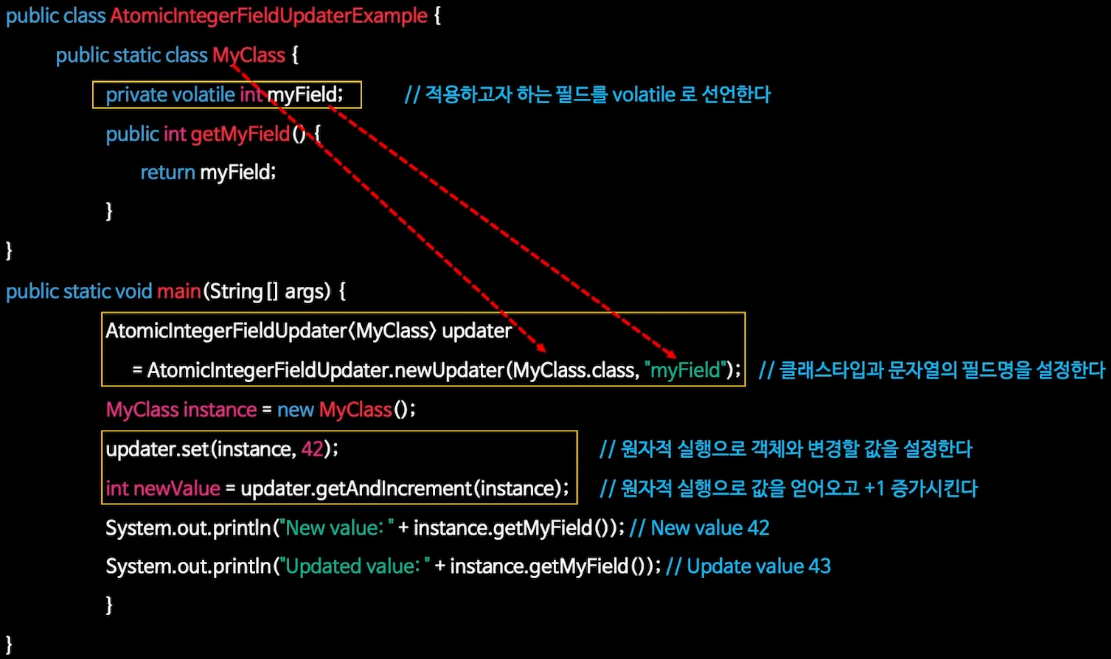 public class AtomicIntegerFieldUpdaterExample {
public static class MyClass {
private volatile int myField; // 적용하고자 하는 필드를 volatile 로 선언한다
public int getMyField() {
return myField;
}
}
public static void main(String[] args) {
AtomicIntegerFieldUpdater<MyClass> updater
= AtomicIntegerFieldUpdater.newUpdater(MyClass.class, "myField"); // 클래스타입과 문자열의 필드명을 설정한다
MyClass instance = new MyClass();
updater.set(instance, 42); // 원자적 실행으로 객체와 변경할 값을 설정한다
int newValue = updater.getAndIncrement(instance); // 원자적 실행으로 값을 얻어오고 +1 증가시킨다
System.out.println("New value: " + instance.getMyField()); // New value 42
System.out.println("Updated value: " + instance.getMyField()); // Update value 43
}
}